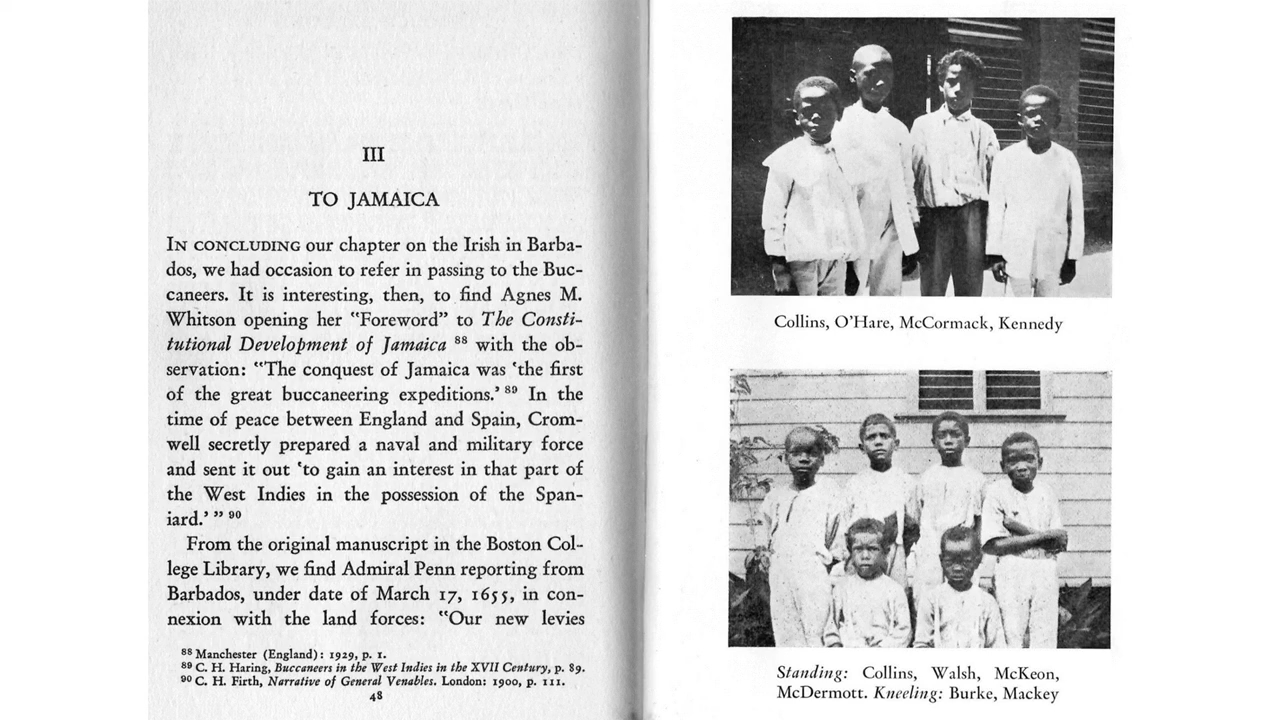 III
TO JAMAICA
IN CONCLUDING our chapter on the Irish in Barba-
dos, we had occasion to refer in passing to the Buc-
caneers. It is interesting, then, to find Agnes M.
Whitson opening her "Foreword" to The Consti-
tutional Development of Jamaica 88 with the ob-
servation: "The conquest of Jamaica was 'the first
of the great buccaneering expeditions.' 89 In the
time of peace between England and Spain, Crom-
well secretly prepared a naval and military force
and sent it out 'to gain an interest in that part of
the West Indies in the possession of the Span-
iard.' " 90
From the original manuscript in the Boston Col-
lege Library, we find Admiral Penn reporting from
Barbados, under date of March 17, 1655, in con-
nexion with the land forces: "Our new levies
88 Manchester (England): 1929, p. 1.
89 C. H. Haring, Buccaneers in the West Indies in the XVII Century, p. 89.
90 C. H. Firth, Narrative of General Venables. London: 1900, p. 111.
48
Collins, O'Hare, McCormack, Kennedy
Standing: Collins, Walsh, McKeon,
McDermott. Kneeling: Burke, Mackey